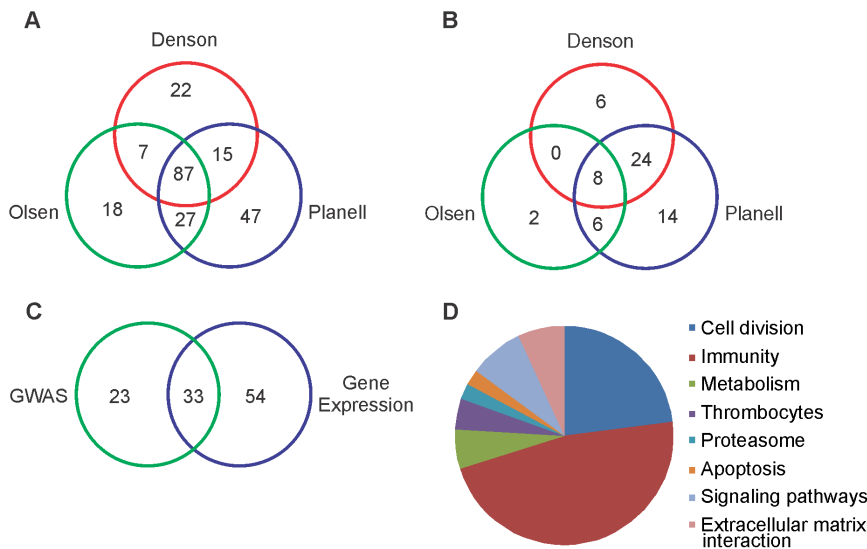 A
Denson
22
7
15
87
Olsen
18
27
47
Planell
B
Denson
6
0
24
8
Olsen
2
6
14
Planell
C
GWAS
23
33
54
Gene
Expression
D
Cell division
Immunity
Metabolism
Thrombocytes
Proteasome
Apoptosis
Signaling pathways
Extracellular matrix
interaction